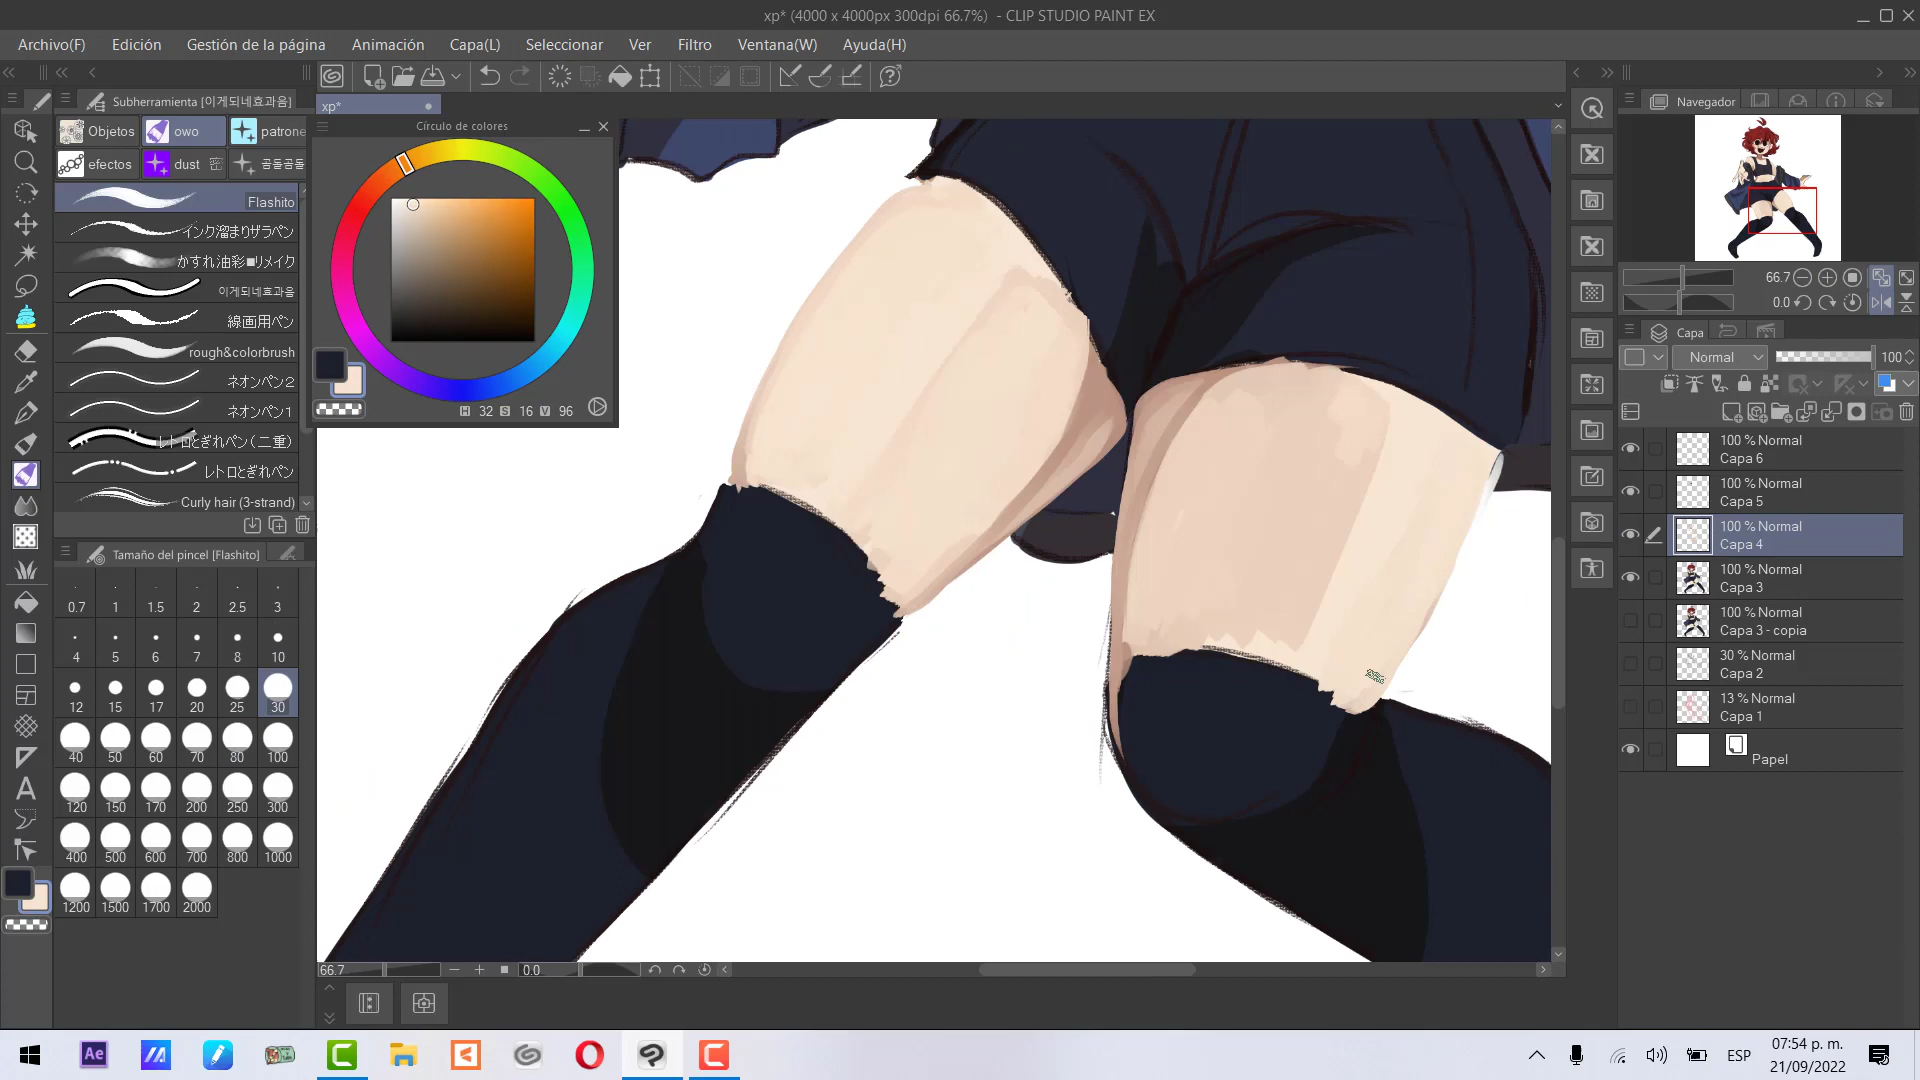 xp* (4000 x 4000px 300dpi 66.7%) - CLIP STUDIO PAINT EX
Archivo(F) Edición Gestión de la página Animación Capa(L) Seleccionar Ver Filtro Ventana(W) Ayuda(H)
Subherramienta [이게되네효과음]
Objetos owo patrone
efectos dust 공돌공돌
Flashito
インク溜まりザラペン
かすれ油彩■リメイク
이게되네효과음
線画用ペン
rough&colorbrush
ネオンペン2
ネオンペン1
レトロとぎれペン(二重)
レトロとぎれペン
Curly hair (3-strand)
Tamaño del pincel [Flashito]
0.7 1 1.5 2 2.5 3
4 5 6 7 8 10
12 15 17 20 25 30
40 50 60 70 80 100
120 150 170 200 250 300
400 500 600 700 800 1000
1200 1500 1700 2000
xp*
Círculo de colores
H 32 S 16 V 96
66.7 0.0
Navegador
66.7
0.0
Capa
Normal 100
100 % Normal
Capa 6
100 % Normal
Capa 5
100 % Normal
Capa 4
100 % Normal
Capa 3
100 % Normal
Capa 3 - copia
30 % Normal
Capa 2
13 % Normal
Capa 1
Papel
Ae
ESP
07:54 p. m.
21/09/2022